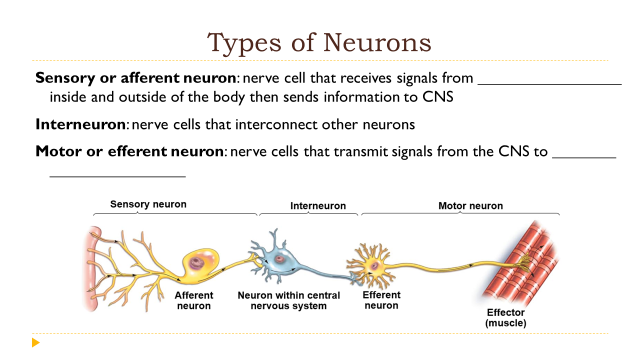 Types of Neurons
Sensory or afferent neuron: nerve cell that receives signals from ____________________
inside and outside of the body then sends information to CNS
Interneuron: nerve cells that interconnect other neurons
Motor or efferent neuron: nerve cells that transmit signals from the CNS to _________
___________________
Sensory neuron Interneuron Motor neuron
Afferent Neuron within central Efferent
neuron nervous system neuron
Effector
(muscle)